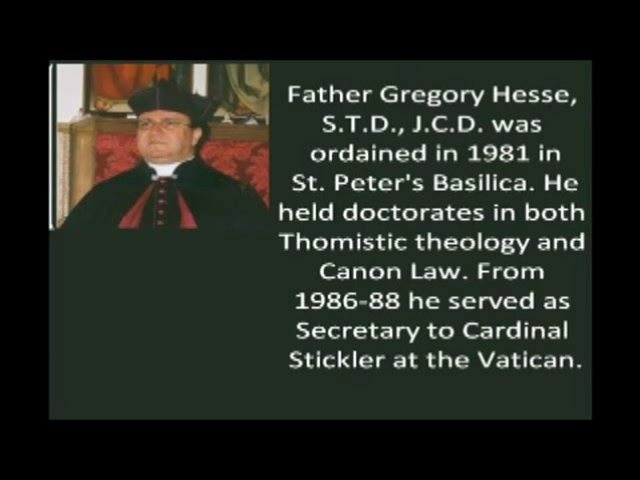 Father Gregory Hesse,
S.T.D., J.C.D. was
ordained in 1981 in
St. Peter's Basilica. He
held doctorates in both
Thomistic theology and
Canon Law. From
1986-88 he served as
Secretary to Cardinal
Stickler at the Vatican.